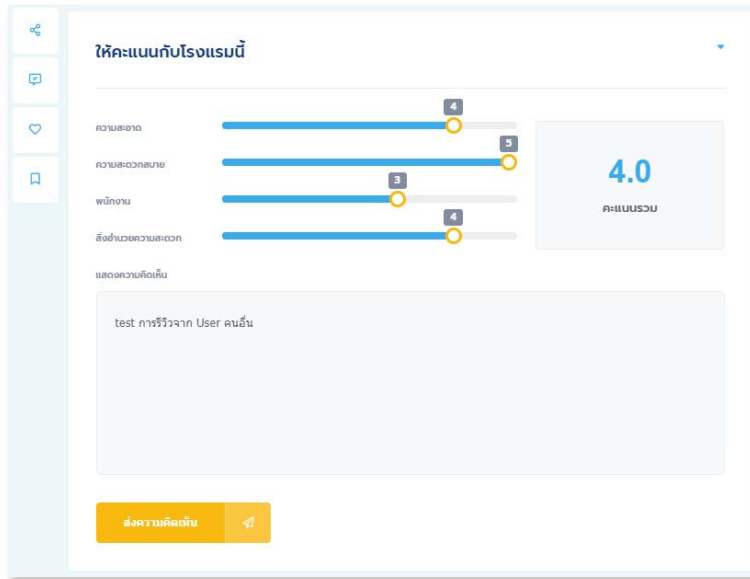 ให้คะแนนกับโรงแรมนี้
ความสะอาด
4
ความสะดวกสบาย
5
พนักงาน
3
สิ่งอำนวยความสะดวก
4
4.0
คะแนนรวม
แสดงความคิดเห็น
test การรีวิวจาก User คนอื่น
ส่งความคิดเห็น